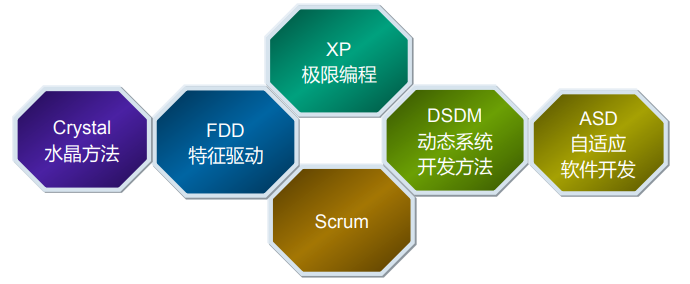 XP
极限编程
Crystal
水晶方法
FDD
特征驱动
DSDM
动态系统
开发方法
ASD
自适应
软件开发
Scrum